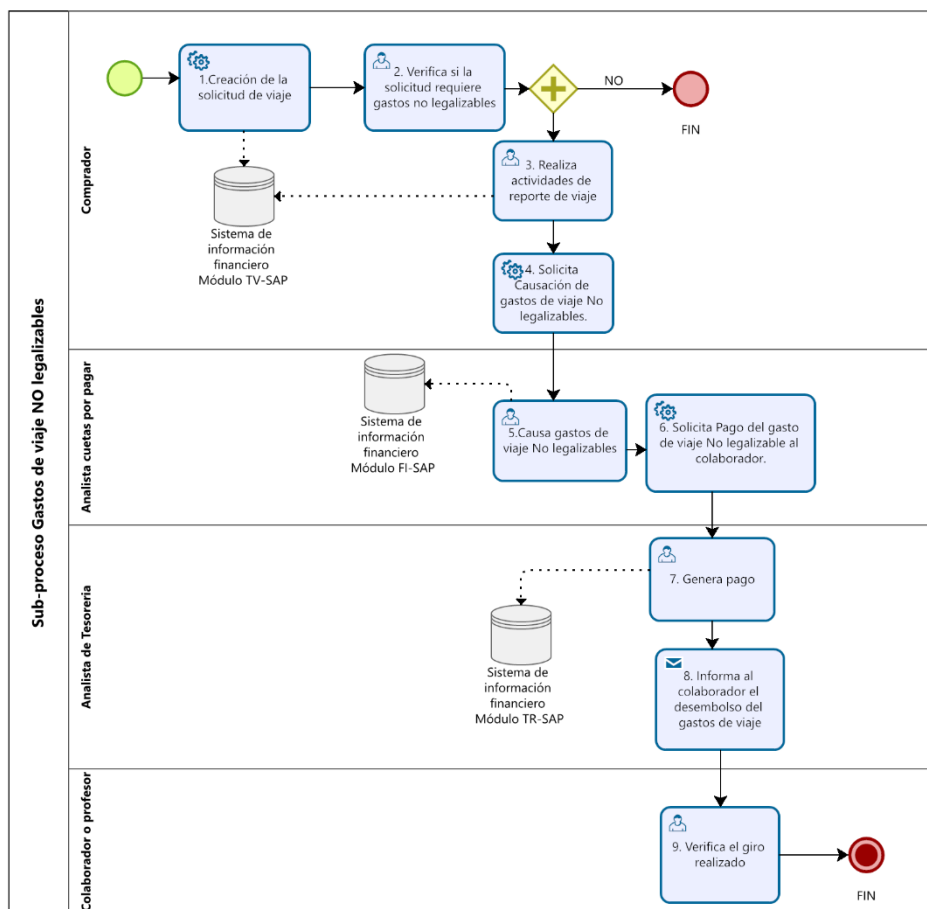 Sub-proceso Gastos de viaje NO legalizables
Comprador
1.Creación de la
solicitud de viaje
2. Verifica si la
solicitud requiere
gastos no legalizables
NO
FIN
3. Realiza
actividades de
reporte de viaje
Sistema de
información
financiero
Módulo TV-SAP
4. Solicita
Causación de
gastos de viaje No
legalizables.
Analista cuetas por pagar
Sistema de
información
financiero
Módulo FI-SAP
5.Causa gastos de
viaje No legalizables
6. Solicita Pago del gasto
de viaje No legalizable al
colaborador.
Analista de Tesoreria
7. Genera pago
Sistema de
información
financiero
Módulo TR-SAP
8. Informa al
colaborador el
desembolso del
gastos de viaje
Colaborador o profesor
9. Verifica el giro
realizado
FIN